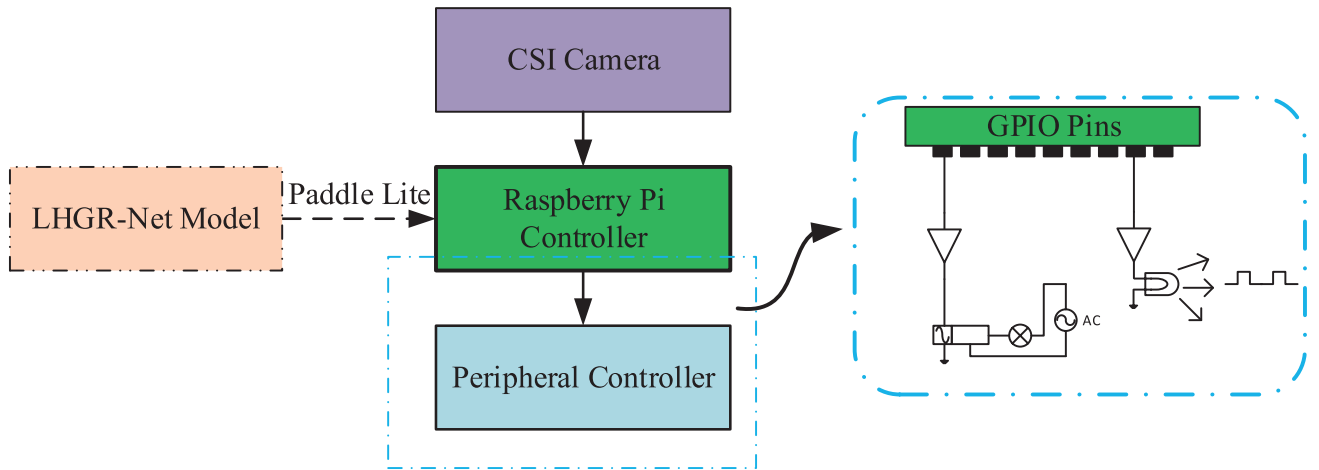 CSI Camera
LHGR-Net Model
Paddle Lite
Raspberry Pi
Controller
Peripheral Controller
GPIO Pins
AC